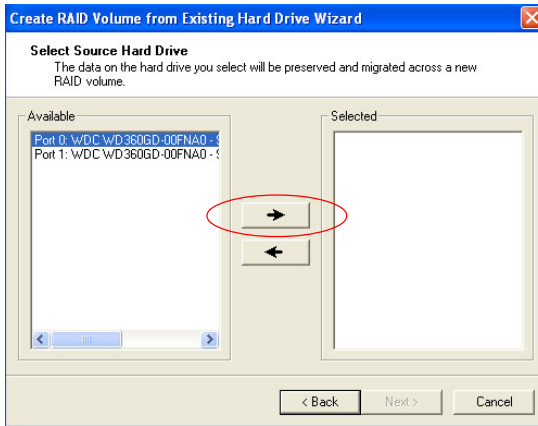 Create RAID Volume from Existing Hard Drive Wizard
Select Source Hard Drive
The data on the hard drive you select will be preserved and migrated across a new
RAID volume.
Available
Selected
Port 0: WDC WD360GD-00FNA0 - S
Port 1: WDC WD360GD-00FNA0 - S
< Back
Next >
Cancel